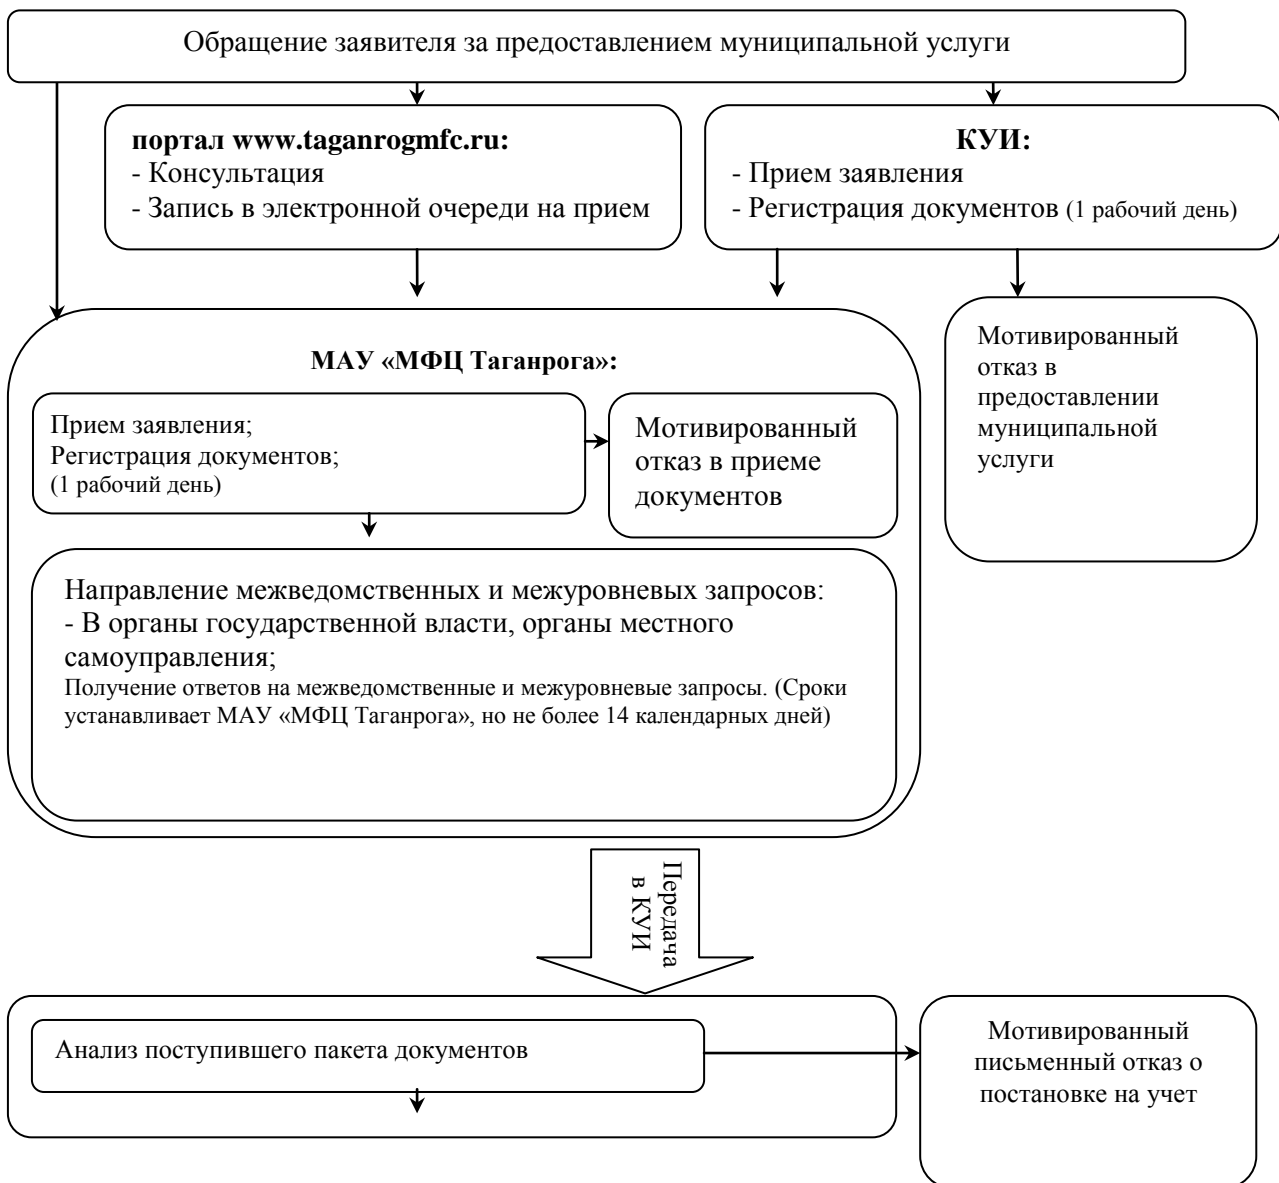 Обращение заявителя за предоставлением муниципальной услуги
портал www.taganrogmfc.ru:
- Консультация
- Запись в электронной очереди на прием
КУИ:
- Прием заявления
- Регистрация документов (1 рабочий день)
МАУ «МФЦ Таганрога»:
Прием заявления;
Регистрация документов;
(1 рабочий день)
Мотивированный
отказ в приеме
документов
Мотивированный
отказ в
предоставлении
муниципальной
услуги
Направление межведомственных и межуровневых запросов:
- В органы государственной власти, органы местного
самоуправления;
Получение ответов на межведомственные и межуровневые запросы. (Сроки
устанавливает МАУ «МФЦ Таганрога», но не более 14 календарных дней)
Передача
в КУИ
Анализ поступившего пакета документов
Мотивированный
письменный отказ о
постановке на учет